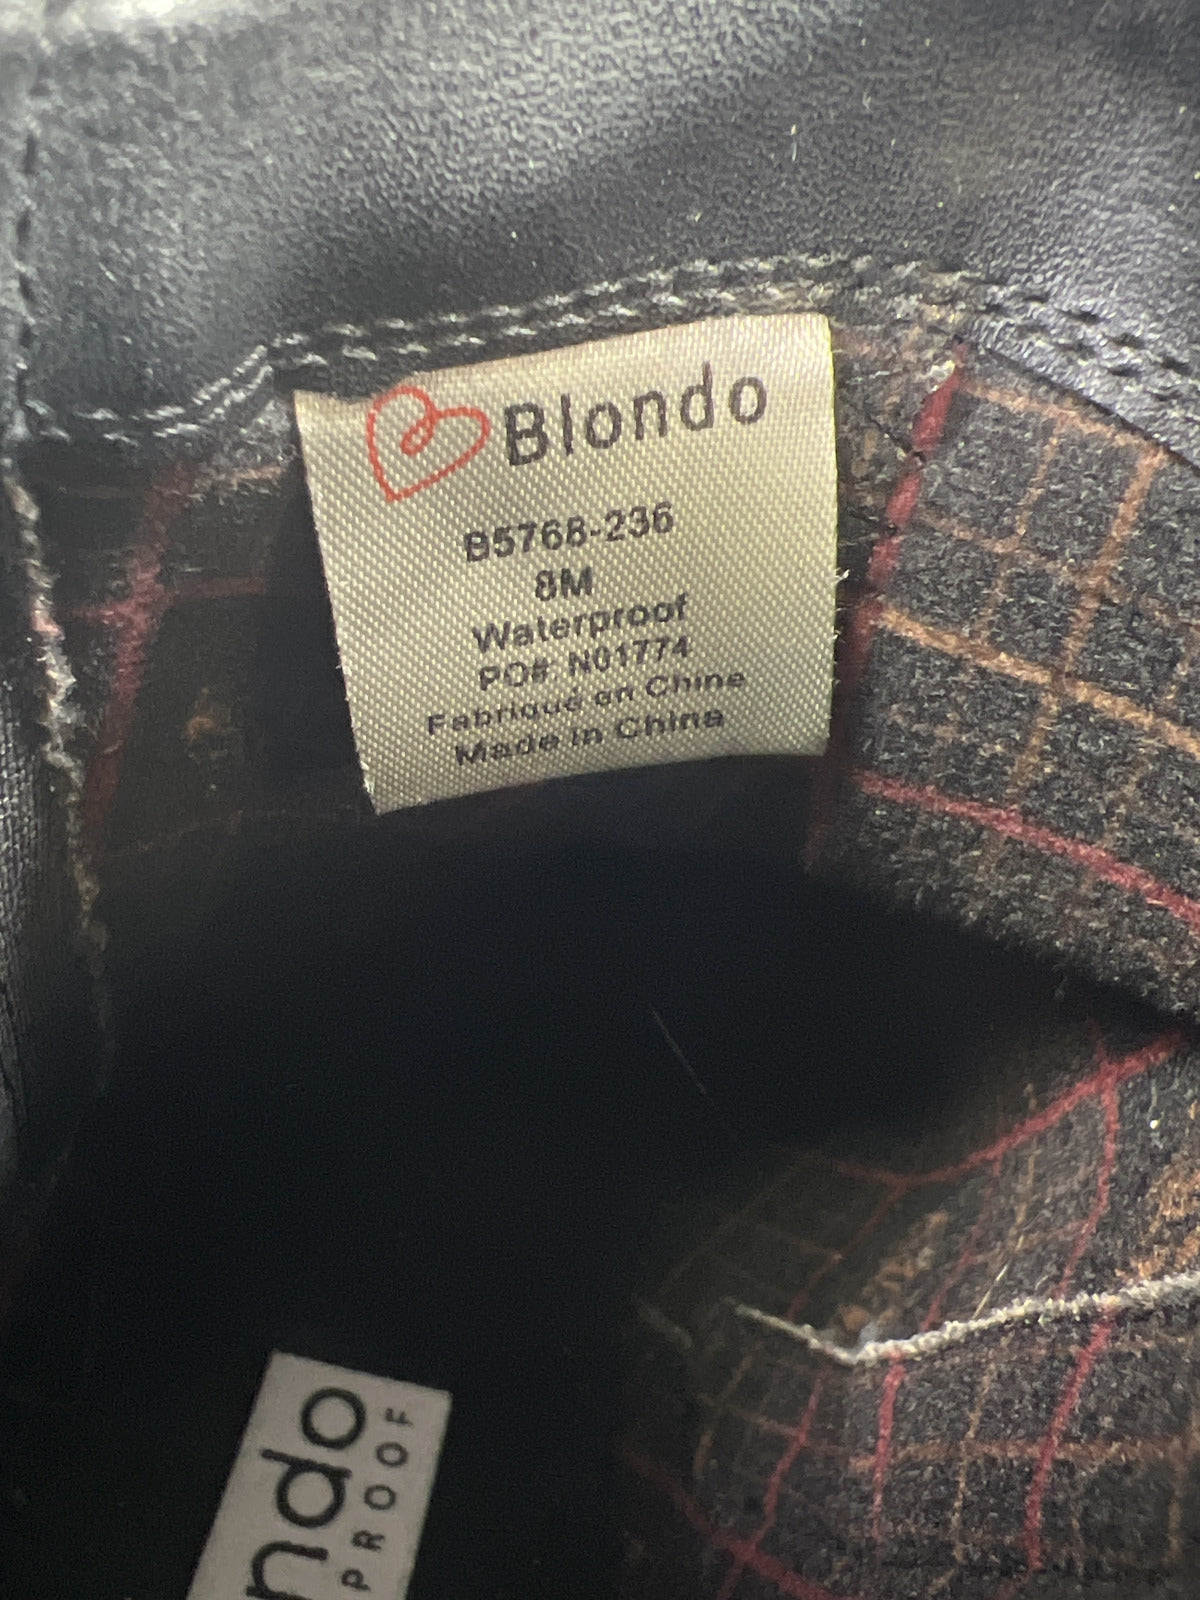 Blondo
B5768-236
8M
Waterproof
PO#: N01774
Fabriqué en Chine
Made in China
ndo
PROOF